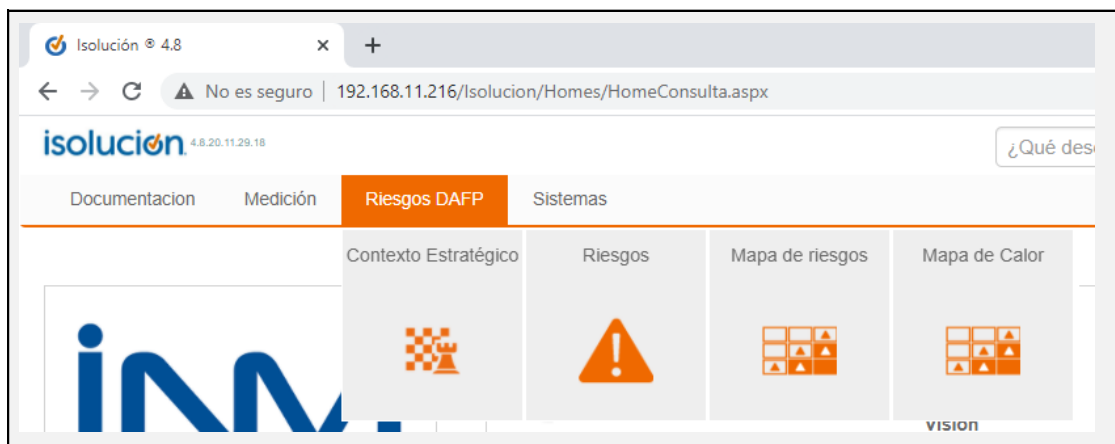 Isolución ® 4.8
No es seguro | 192.168.11.216/Isolucion/Homes/HomeConsulta.aspx
isolución 4.8.20.11.29.18
¿Qué des
Documentacion Medición Riesgos DAFP Sistemas
Contexto Estratégico Riesgos Mapa de riesgos Mapa de Calor
Visión